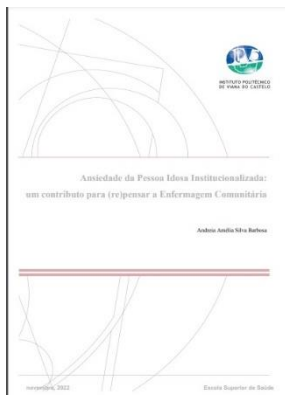 INSTITUTO POLITÉCNICO
DE VIANA DO CASTELO
Ansiedade da Pessoa Idosa Institucionalizada:
um contributo para (re)pensar a Enfermagem Comunitária
Andreia Amélia Silva Barbosa
novembro, 2022
Escola Superior de Saúde